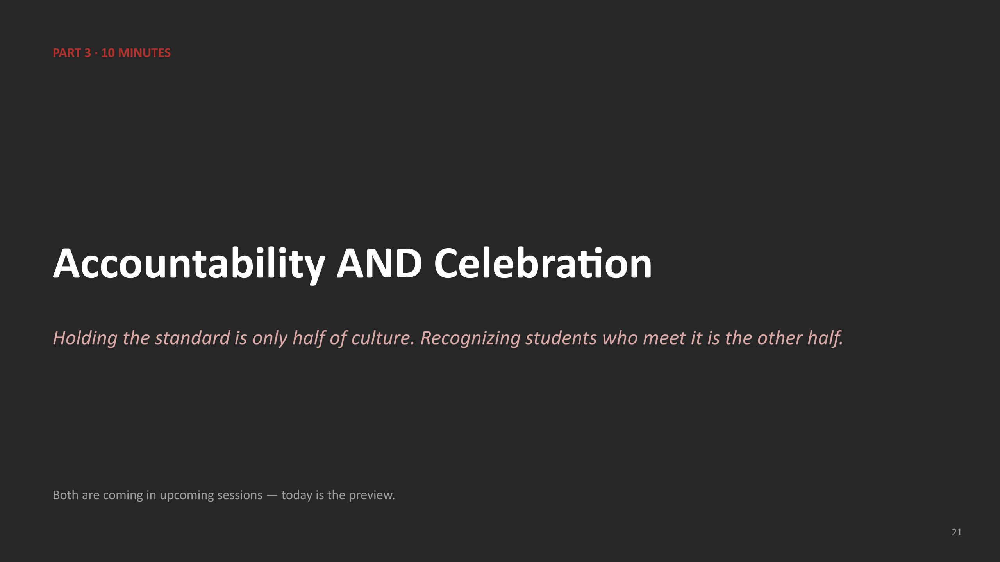 PART 3 · 10 MINUTES
Accountability AND Celebration
Holding the standard is only half of culture. Recognizing students who meet it is the other half.
Both are coming in upcoming sessions — today is the preview.
21